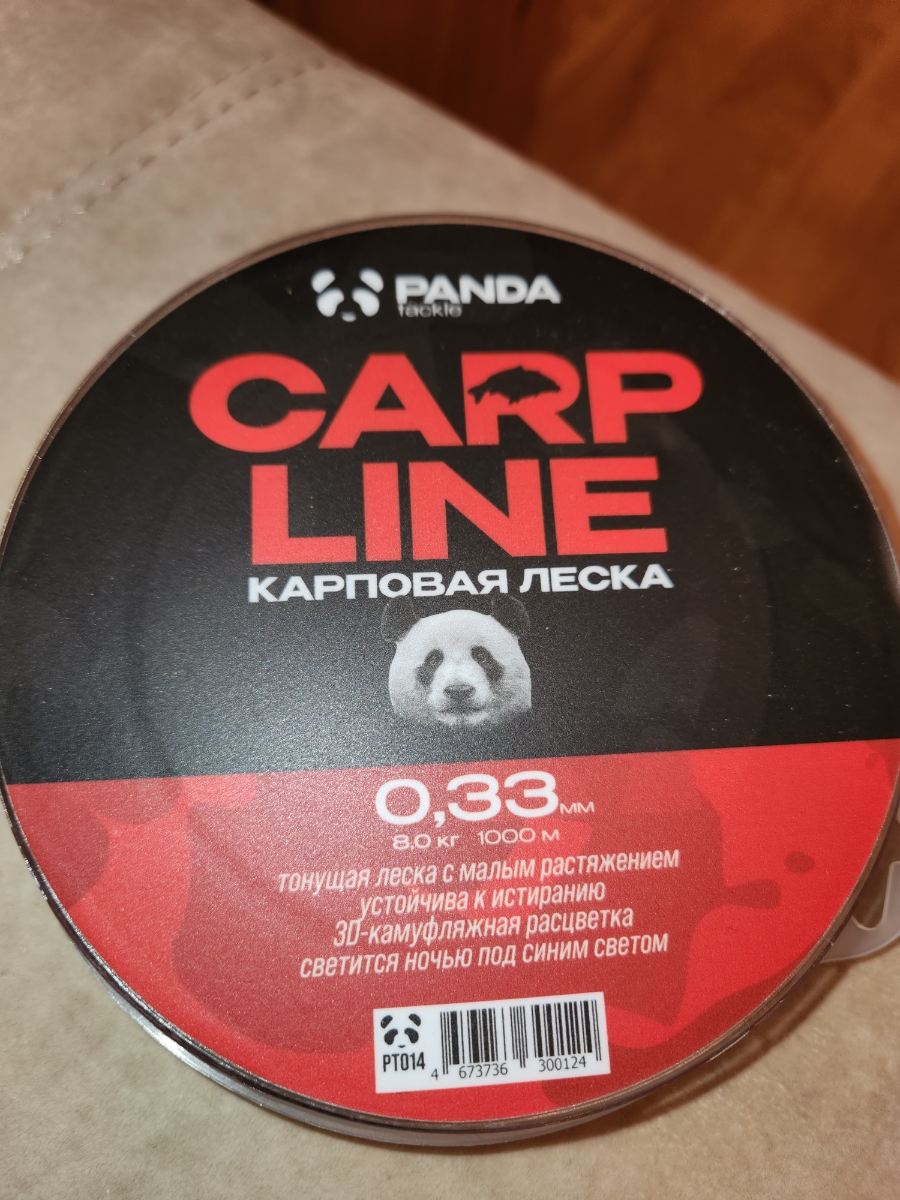 PANDA
tackle
CARP
LINE
КАРПОВАЯ ЛЕСКА
0,33мм
8.0 кг 1000 м
тонущая леска с малым растяжением
устойчива к истиранию
3D-камуфляжная расцветка
светится ночью под синим светом
PT014
4 673736 300124